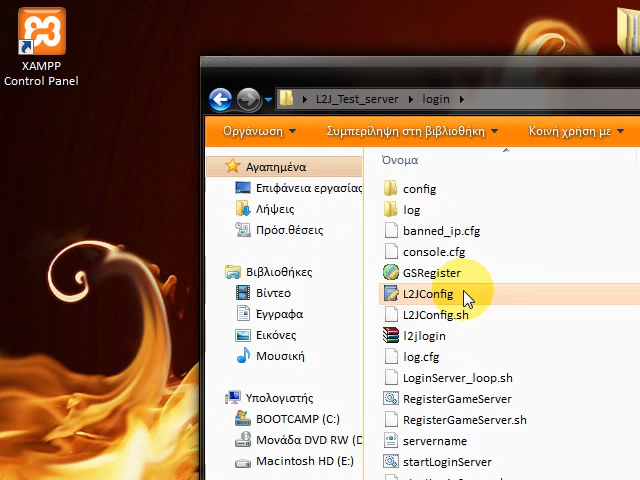 XAMPP
Control Panel
L2J_Test_server
login
Οργάνωση
Συμπερίληψη στη βιβλιοθήκη
Κοινή χρήση με
Αγαπημένα
Επιφάνεια εργασίας
Λήψεις
Πρόσ.θέσεις
Βιβλιοθήκες
Βίντεο
Έγγραφα
Εικόνες
Μουσική
Υπολογιστής
BOOTCAMP (C:)
Μονάδα DVD RW (D
Macintosh HD (E:)
Όνομα
config
log
banned_ip.cfg
console.cfg
GSRegister
L2JConfig
L2JConfig.sh
l2jlogin
log.cfg
LoginServer_loop.sh
RegisterGameServer
RegisterGameServer.sh
servername
startLoginServer